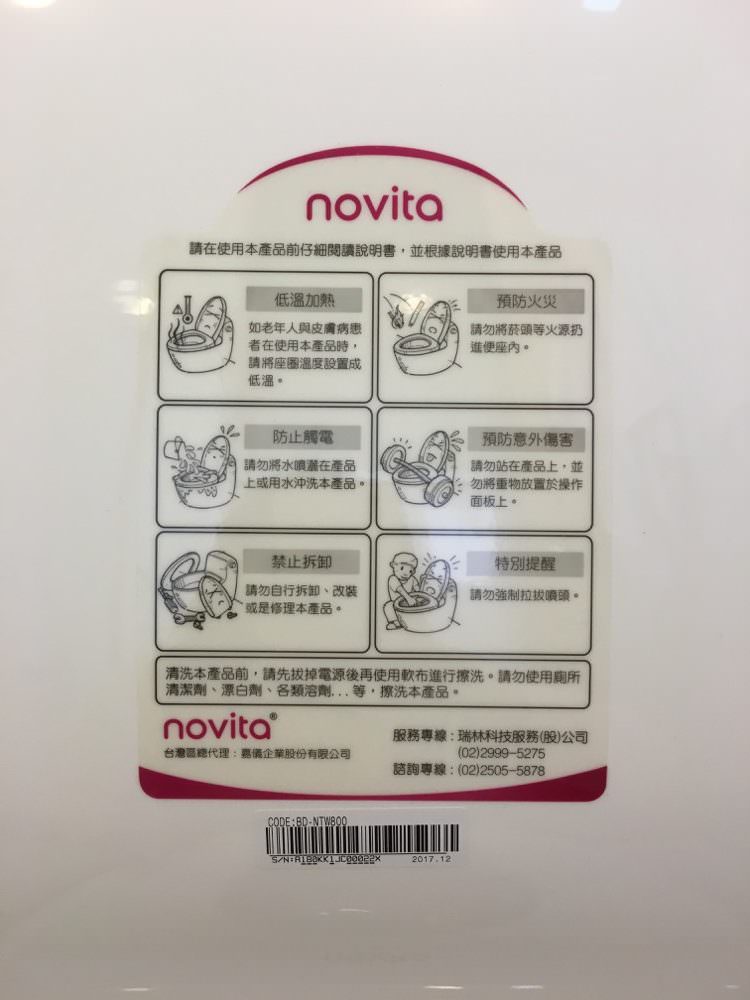 novita
請在使用本產品前仔細閱讀說明書，並根據說明書使用本產品
低溫加熱
如老年人與皮膚病患
者在使用本產品時，
請將座圈溫度設置成
低溫。
預防火災
請勿將菸頭等火源扔
進便座內。
防止觸電
請勿將水噴灑在產品
上或用水沖洗本產品。
預防意外傷害
請勿站在產品上，並
勿將重物放置於操作
面板上。
禁止拆卸
請勿自行拆卸、改裝
或是修理本產品。
特別提醒
請勿強制拉拔噴頭。
清洗本產品前，請先拔掉電源後再使用軟布進行擦洗。請勿使用廁所
清潔劑、漂白劑、各類溶劑...等，擦洗本產品。
novita®
台灣區總代理：嘉儀企業股份有限公司
服務專線：瑞林科技服務(股)公司
(02)2999-5275
諮詢專線：(02)2505-5878
CODE:BD-NTW800
S/N:A180KK1JC00022X 2017.12